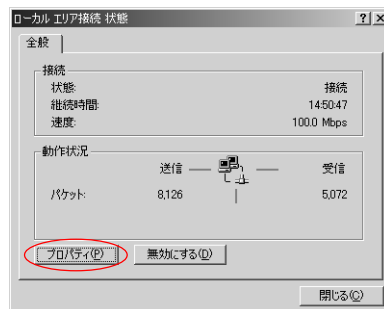 ローカル エリア接続 状態
全般
接続
状態: 接続
継続時間: 14:50:47
速度: 100.0 Mbps
動作状況
送信 受信
パケット: 8,126 5,072
プロパティ(P) 無効にする(D)
閉じる(C)